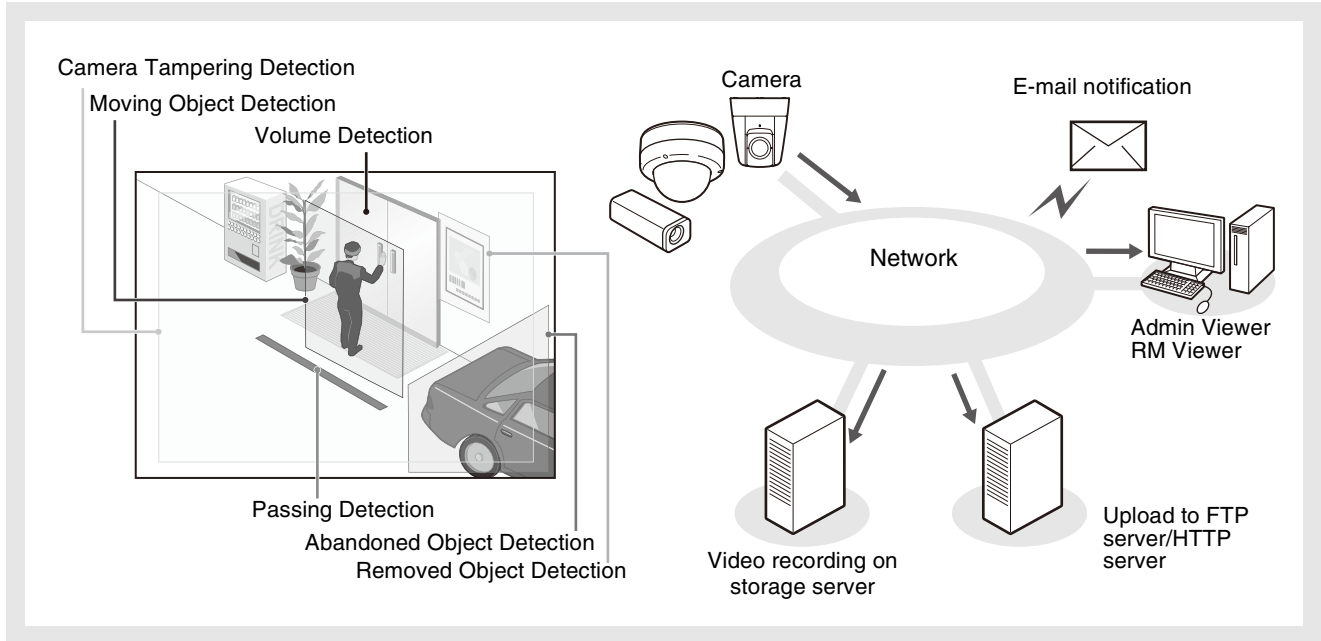 Camera Tampering Detection
Moving Object Detection
Volume Detection
Passing Detection
Abandoned Object Detection
Removed Object Detection
Camera
E-mail notification
Network
Admin Viewer
RM Viewer
Video recording on
storage server
Upload to FTP
server/HTTP
server